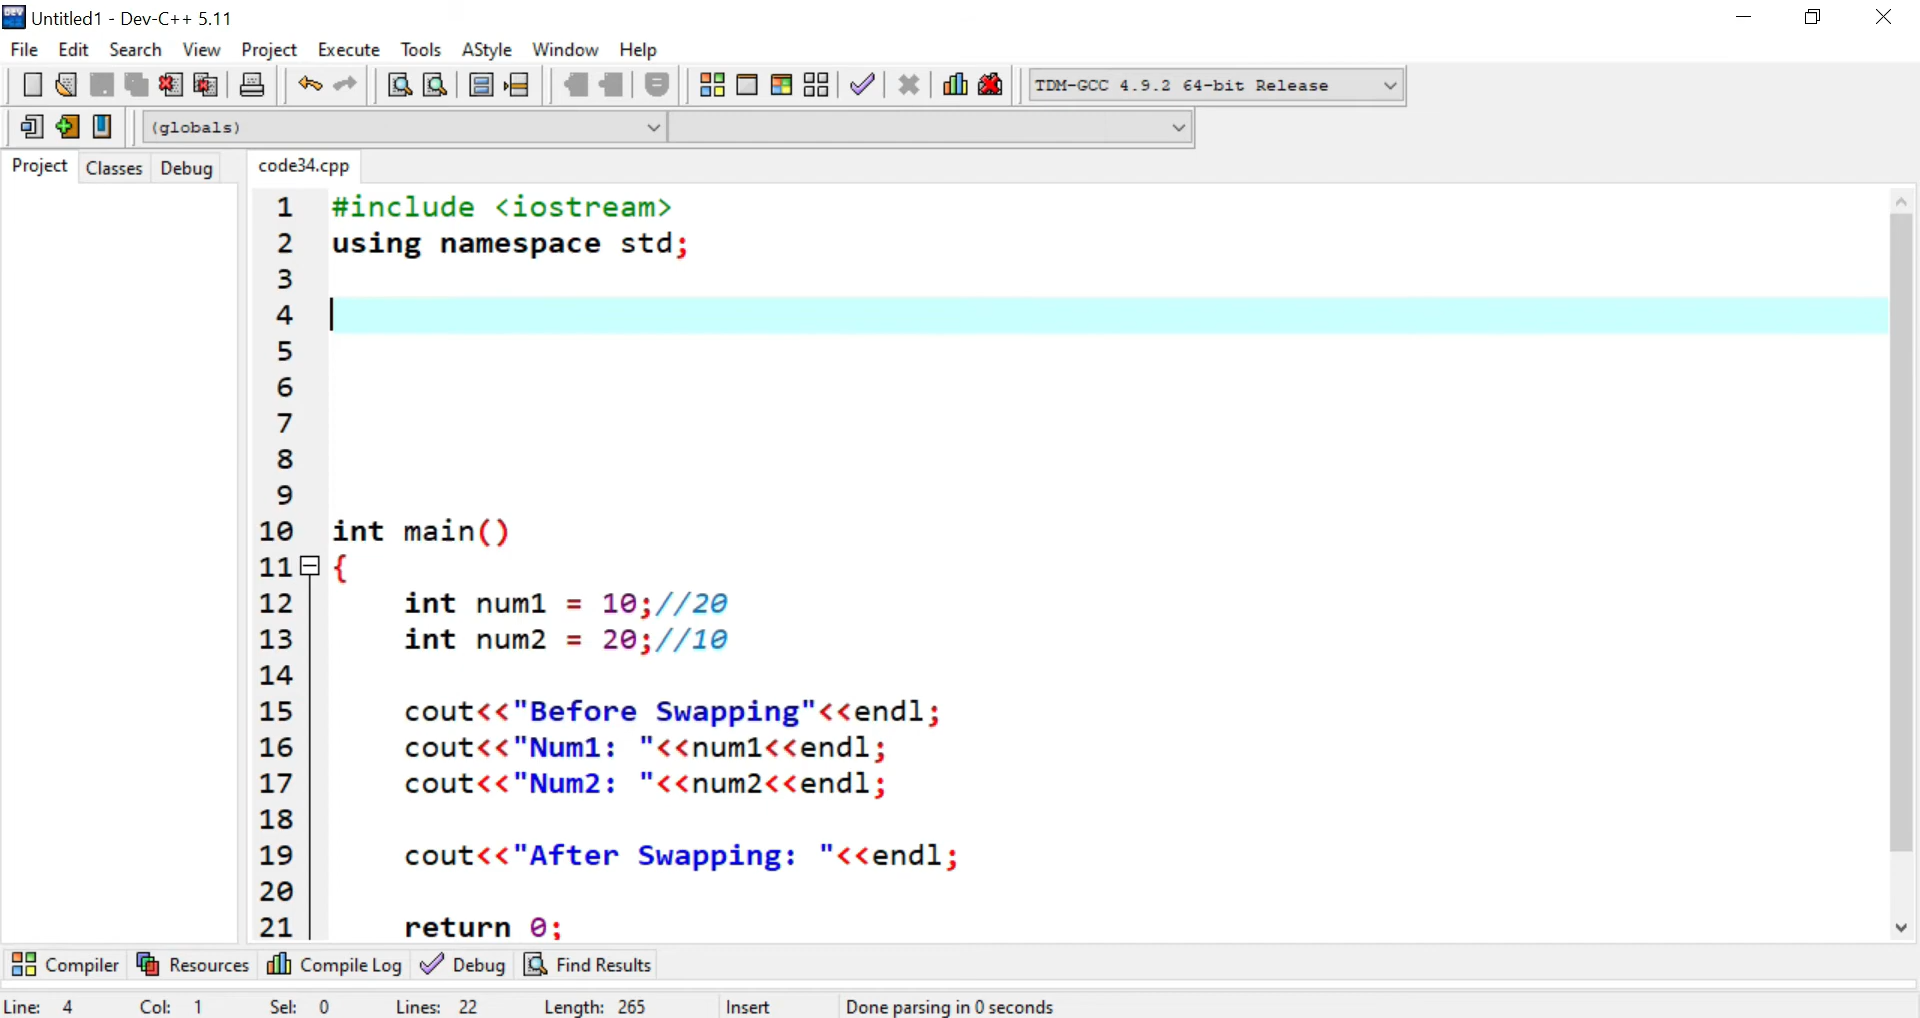 Untitled1 - Dev-C++ 5.11
File Edit Search View Project Execute Tools AStyle Window Help
TDM-GCC 4.9.2 64-bit Release
(globals)
Project Classes Debug code34.cpp
1 #include <iostream>
2 using namespace std;
3
4
5
6
7
8
9
10 int main()
11 {
12 int num1 = 10;//20
13 int num2 = 20;//10
14
15 cout<<"Before Swapping"<<endl;
16 cout<<"Num1: "<<num1<<endl;
17 cout<<"Num2: "<<num2<<endl;
18
19 cout<<"After Swapping: "<<endl;
20
21 return 0;
Compiler Resources Compile Log Debug Find Results
Line: 4 Col: 1 Sel: 0 Lines: 22 Length: 265 Insert Done parsing in 0 seconds